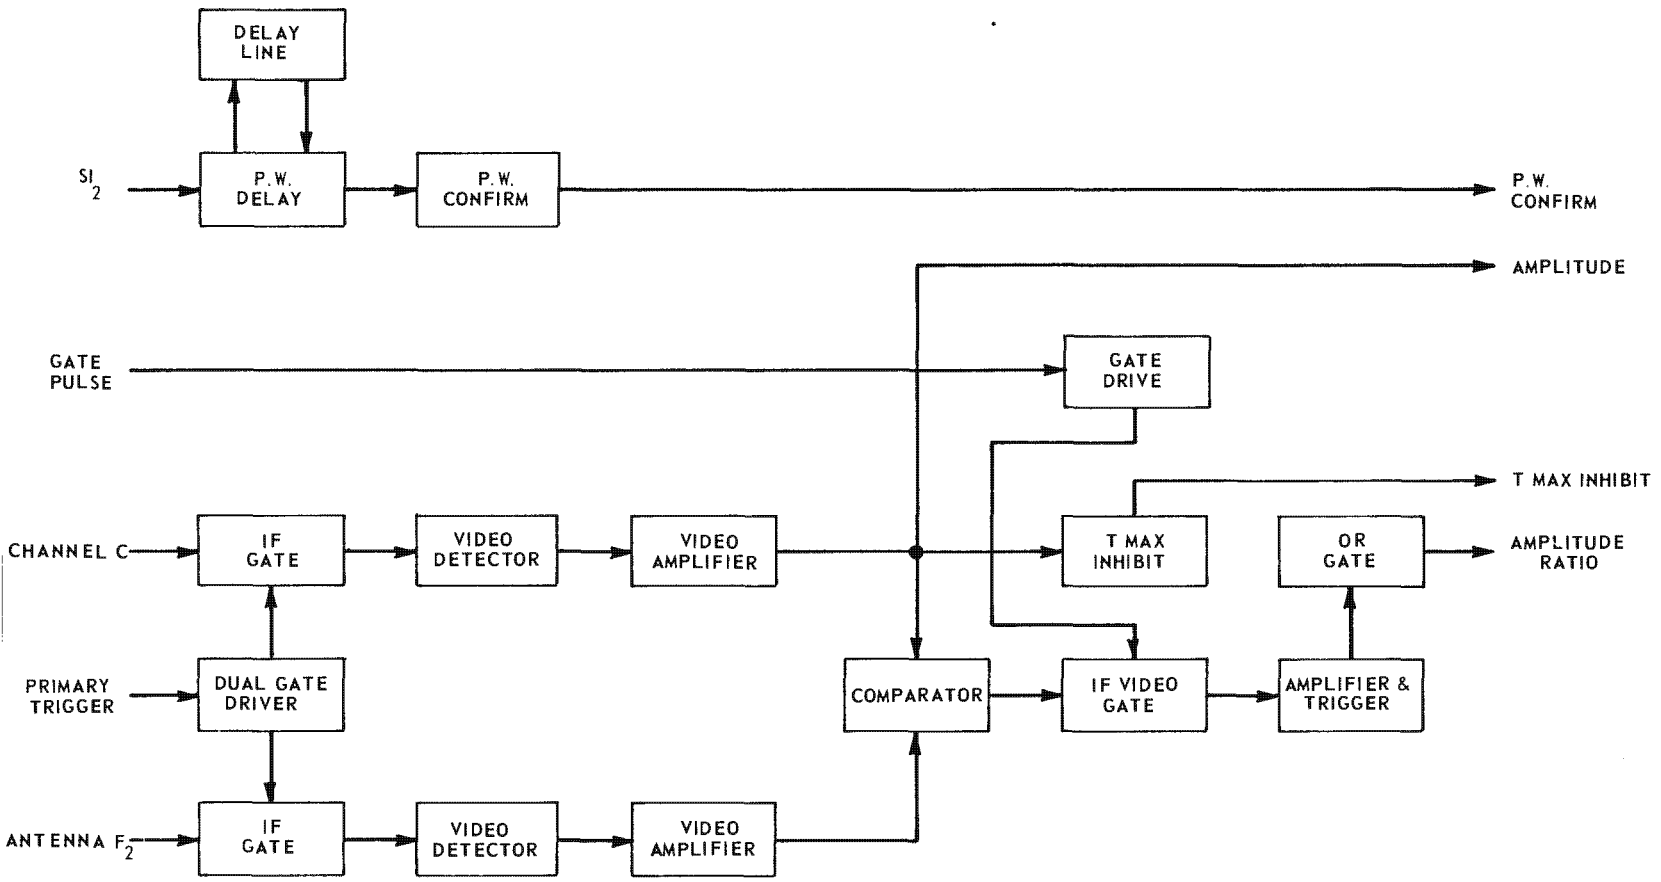 DELAY
LINE
SI
2
P.W.
DELAY
P.W.
CONFIRM
P.W.
CONFIRM
AMPLITUDE
GATE
PULSE
GATE
DRIVE
T MAX INHIBIT
CHANNEL C
IF
GATE
VIDEO
DETECTOR
VIDEO
AMPLIFIER
T MAX
INHIBIT
OR
GATE
AMPLITUDE
RATIO
PRIMARY
TRIGGER
DUAL GATE
DRIVER
COMPARATOR
IF VIDEO
GATE
AMPLIFIER &
TRIGGER
ANTENNA F2
IF
GATE
VIDEO
DETECTOR
VIDEO
AMPLIFIER